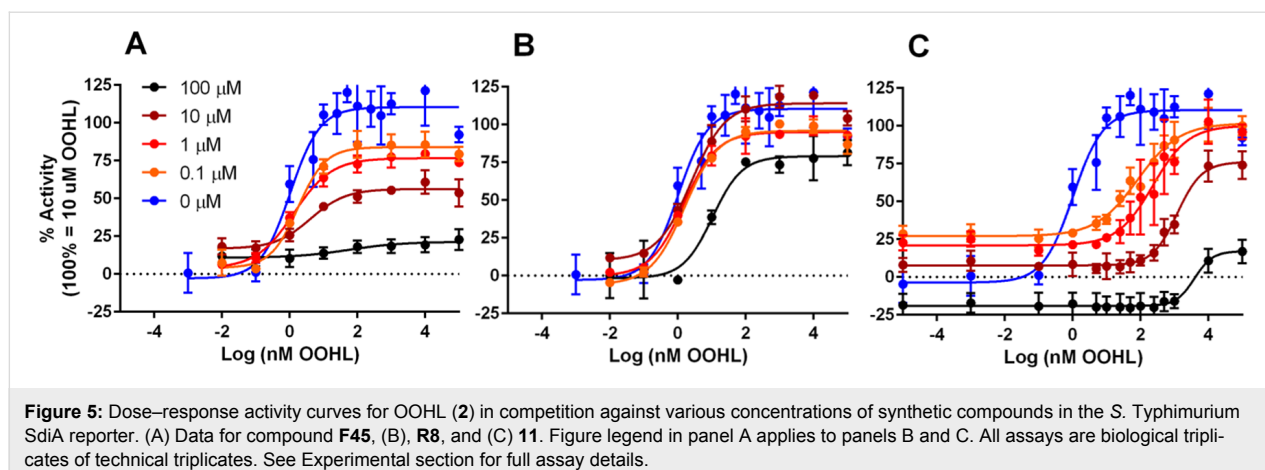 A
B
C
125
100
75
50
25
0
-25
% Activity
(100% = 10 uM OOHL)
100 µM
10 µM
1 µM
0.1 µM
0 µM
-4 -2 0 2 4
Log (nM OOHL)
125
100
75
50
25
0
-25
-4 -2 0 2 4
Log (nM OOHL)
125
100
75
50
25
0
-25
-4 -2 0 2 4
Log (nM OOHL)
Figure 5: Dose–response activity curves for OOHL (2) in competition against various concentrations of synthetic compounds in the S. Typhimurium
SdiA reporter. (A) Data for compound F45, (B), R8, and (C) 11. Figure legend in panel A applies to panels B and C. All assays are biological tripli-
cates of technical triplicates. See Experimental section for full assay details.